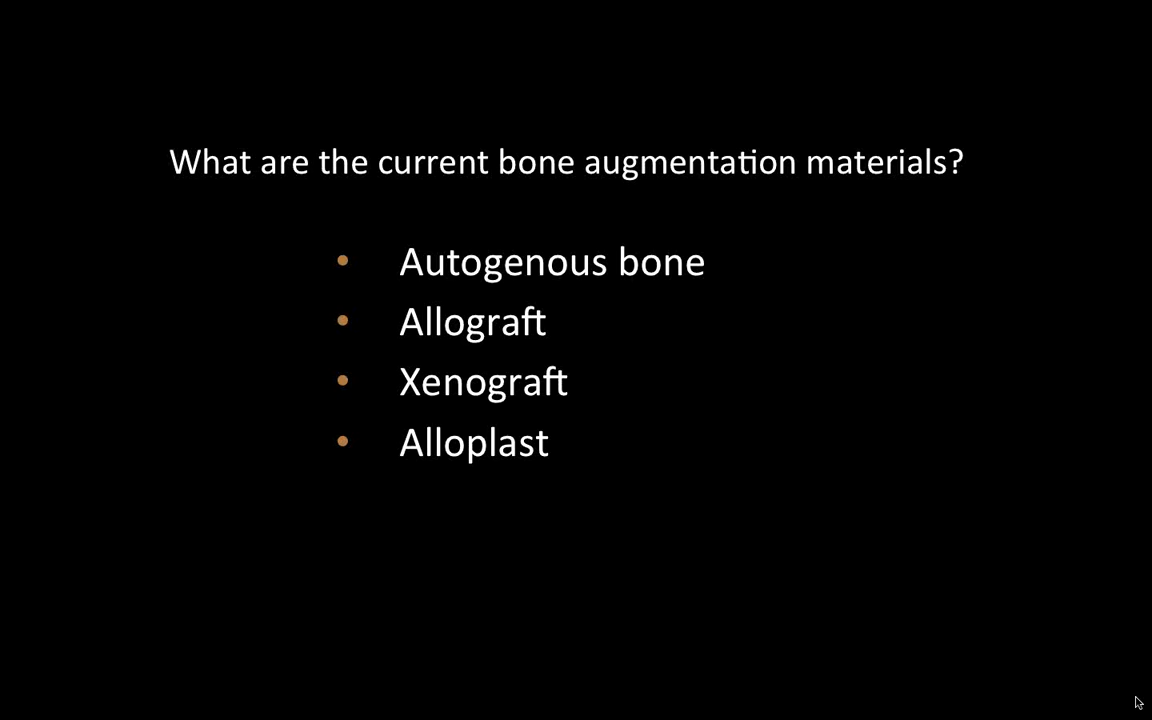 What are the current bone augmentation materials?
• Autogenous bone
• Allograft
• Xenograft
• Alloplast